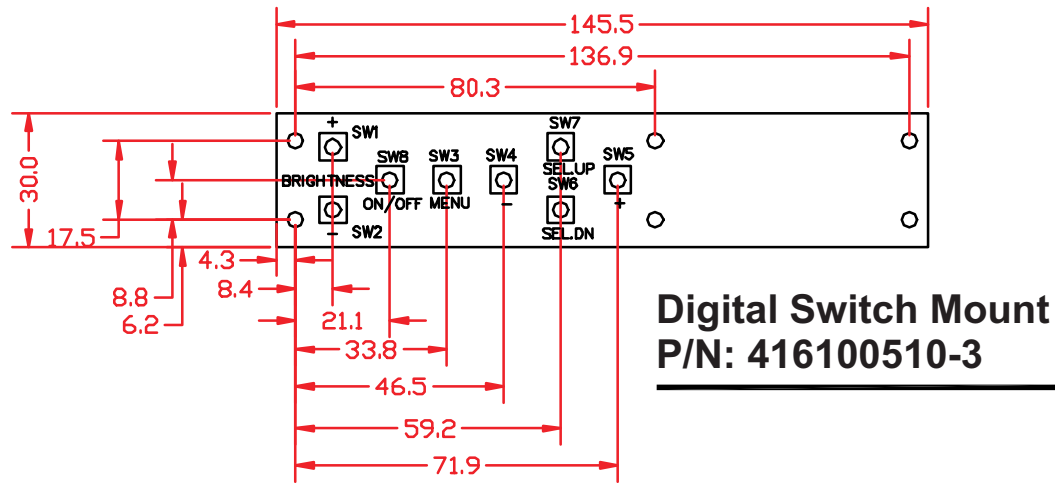 145.5
136.9
80.3
+
SW1
SW7
SW8
SW3
SW4
SW5
SEL.UP
30.0
BRIGHTNESS
SW6
ON/OFF
MENU
-
+
17.5
-
SW2
SEL.DN
4.3
8.4
8.8
6.2
21.1
33.8
46.5
59.2
71.9
Digital Switch Mount
P/N: 416100510-3